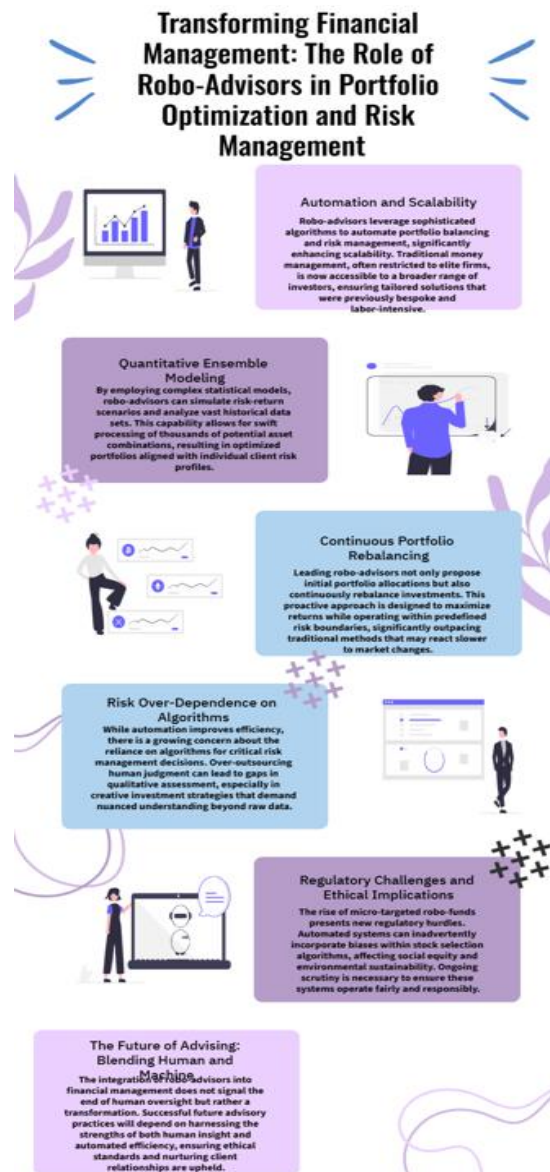 Transforming Financial
Management: The Role of
Robo-Advisors in Portfolio
Optimization and Risk
Management
Automation and Scalability
Robo-advisors leverage sophisticated
algorithms to automate portfolio balancing
and risk management, significantly
enhancing scalability. Traditional money
management, often restricted to elite firms,
is now accessible to a broader range of
investors, ensuring tailored solutions that
were previously bespoke and
labor-intensive.
Quantitative Ensemble
Modeling
By employing complex statistical models,
robo-advisors can simulate risk-return
scenarios and analyze vast historical data
sets. This capability allows for swift
processing of thousands of potential asset
combinations, resulting in optimized
portfolios aligned with individual client risk
profiles.
Continuous Portfolio
Rebalancing
Leading robo-advisors not only propose
initial portfolio allocations but also
continuously rebalance investments. This
proactive approach is designed to maximize
returns while operating within predefined
risk boundaries, significantly outpacing
traditional methods that may react slower
to market changes.
Risk Over-Dependence on
Algorithms
While automation improves efficiency,
there is a growing concern about the
reliance on algorithms for critical risk
management decisions. Over-outsourcing
human judgment can lead to gaps in
qualitative assessment, especially in
creative investment strategies that demand
nuanced understanding beyond raw data.
Regulatory Challenges and
Ethical Implications
The rise of micro-targeted robo-funds
presents new regulatory hurdles.
Automated systems can inadvertently
incorporate biases within stock selection
algorithms, affecting social equity and
environmental sustainability. Ongoing
scrutiny is necessary to ensure these
systems operate fairly and responsibly.
The Future of Advising:
Blending Human and
Machine
The integration of robo-advisors into
financial management does not signal the
end of human oversight but rather a
transformation. Successful future advisory
practices will depend on harnessing the
strengths of both human insight and
automated efficiency, ensuring ethical
standards and nurturing client
relationships are upheld.